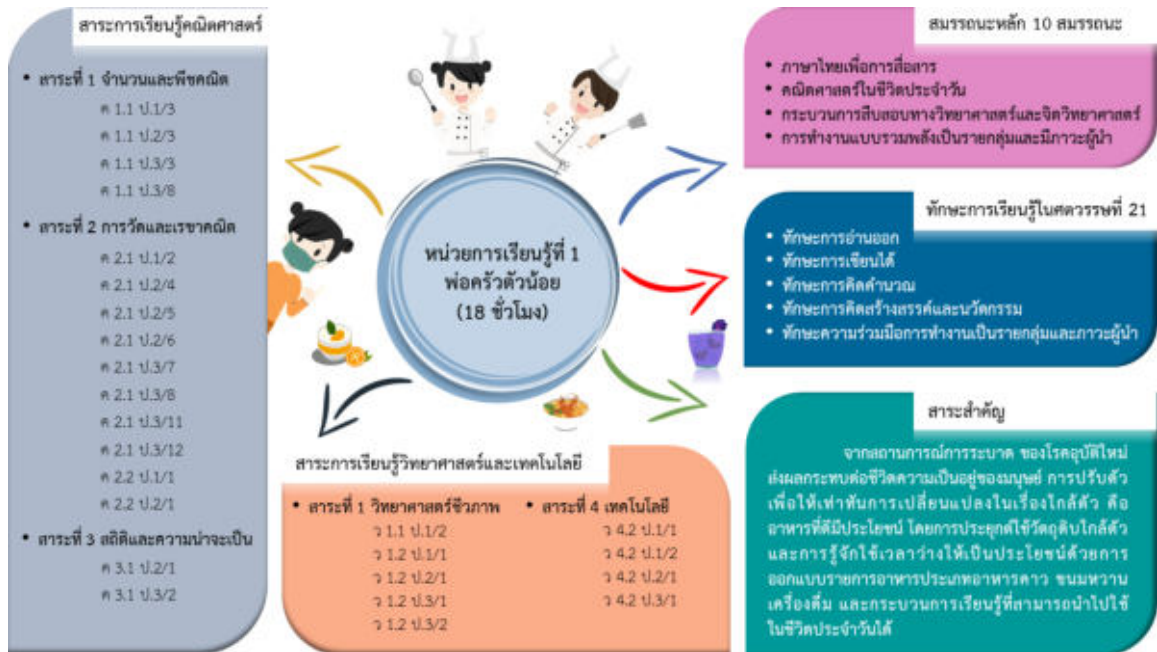 สาระการเรียนรู้คณิตศาสตร์
• สาระที่ 1 จำนวนและพีชคณิต
ค 1.1 ป.1/3
ค 1.1 ป.2/3
ค 1.1 ป.3/3
ค 1.1 ป.3/8
• สาระที่ 2 การวัดและเรขาคณิต
ค 2.1 ป.1/2
ค 2.1 ป.2/4
ค 2.1 ป.2/5
ค 2.1 ป.2/6
ค 2.1 ป.3/7
ค 2.1 ป.3/8
ค 2.1 ป.3/11
ค 2.1 ป.3/12
ค 2.2 ป.1/1
ค 2.2 ป.2/1
• สาระที่ 3 สถิติและความน่าจะเป็น
ค 3.1 ป.2/1
ค 3.1 ป.3/2
หน่วยการเรียนรู้ที่ 1
พ่อครัวตัวน้อย
(18 ชั่วโมง)
สาระการเรียนรู้วิทยาศาสตร์และเทคโนโลยี
• สาระที่ 1 วิทยาศาสตร์ชีวภาพ
ว 1.1 ป.1/2
ว 1.2 ป.1/1
ว 1.2 ป.2/1
ว 1.2 ป.3/1
ว 1.2 ป.3/2
• สาระที่ 4 เทคโนโลยี
ว 4.2 ป.1/1
ว 4.2 ป.1/2
ว 4.2 ป.2/1
ว 4.2 ป.3/1
สมรรถนะหลัก 10 สมรรถนะ
• ภาษาไทยเพื่อการสื่อสาร
• คณิตศาสตร์ในชีวิตประจำวัน
• กระบวนการสืบสอบทางวิทยาศาสตร์และจิตวิทยาศาสตร์
• การทำงานแบบรวมพลังเป็นรายกลุ่มและมีภาวะผู้นำ
ทักษะการเรียนรู้ในศตวรรษที่ 21
• ทักษะการอ่านออก
• ทักษะการเขียนได้
• ทักษะการคิดคำนวณ
• ทักษะการคิดสร้างสรรค์และนวัตกรรม
• ทักษะความร่วมมือการทำงานเป็นรายกลุ่มและภาวะผู้นำ
สาระสำคัญ
จากสถานการณ์การระบาด ของโรคอุบัติใหม่
ส่งผลกระทบต่อชีวิตความเป็นอยู่ของมนุษย์ การปรับตัว
เพื่อให้เท่าทันการเปลี่ยนแปลงในเรื่องใกล้ตัว คือ
อาหารที่ดีมีประโยชน์ โดยการประยุกต์ใช้วัตถุดิบใกล้ตัว
และการรู้จักใช้เวลาว่างให้เป็นประโยชน์ด้วยการ
ออกแบบรายการอาหารประเภทอาหารคาว ขนมหวาน
เครื่องดื่ม และกระบวนการเรียนรู้ที่สามารถนำไปใช้
ในชีวิตประจำวันได้